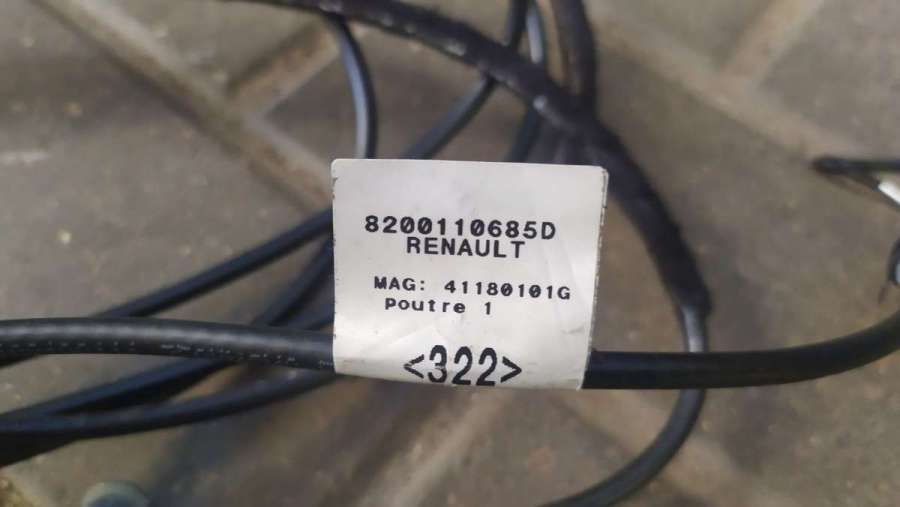 8200110685D
RENAULT
MAG: 41180101G
Poutre 1
<322>